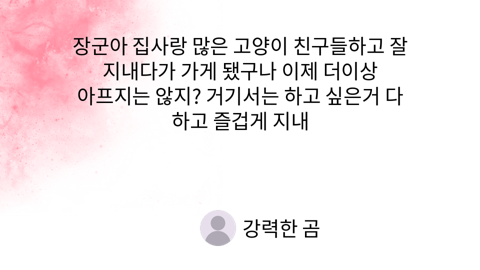 장군아 집사랑 많은 고양이 친구들하고 잘
지내다가 가게 됐구나 이제 더이상
아프지는 않지? 거기서는 하고 싶은거 다
하고 즐겁게 지내
강력한 곰